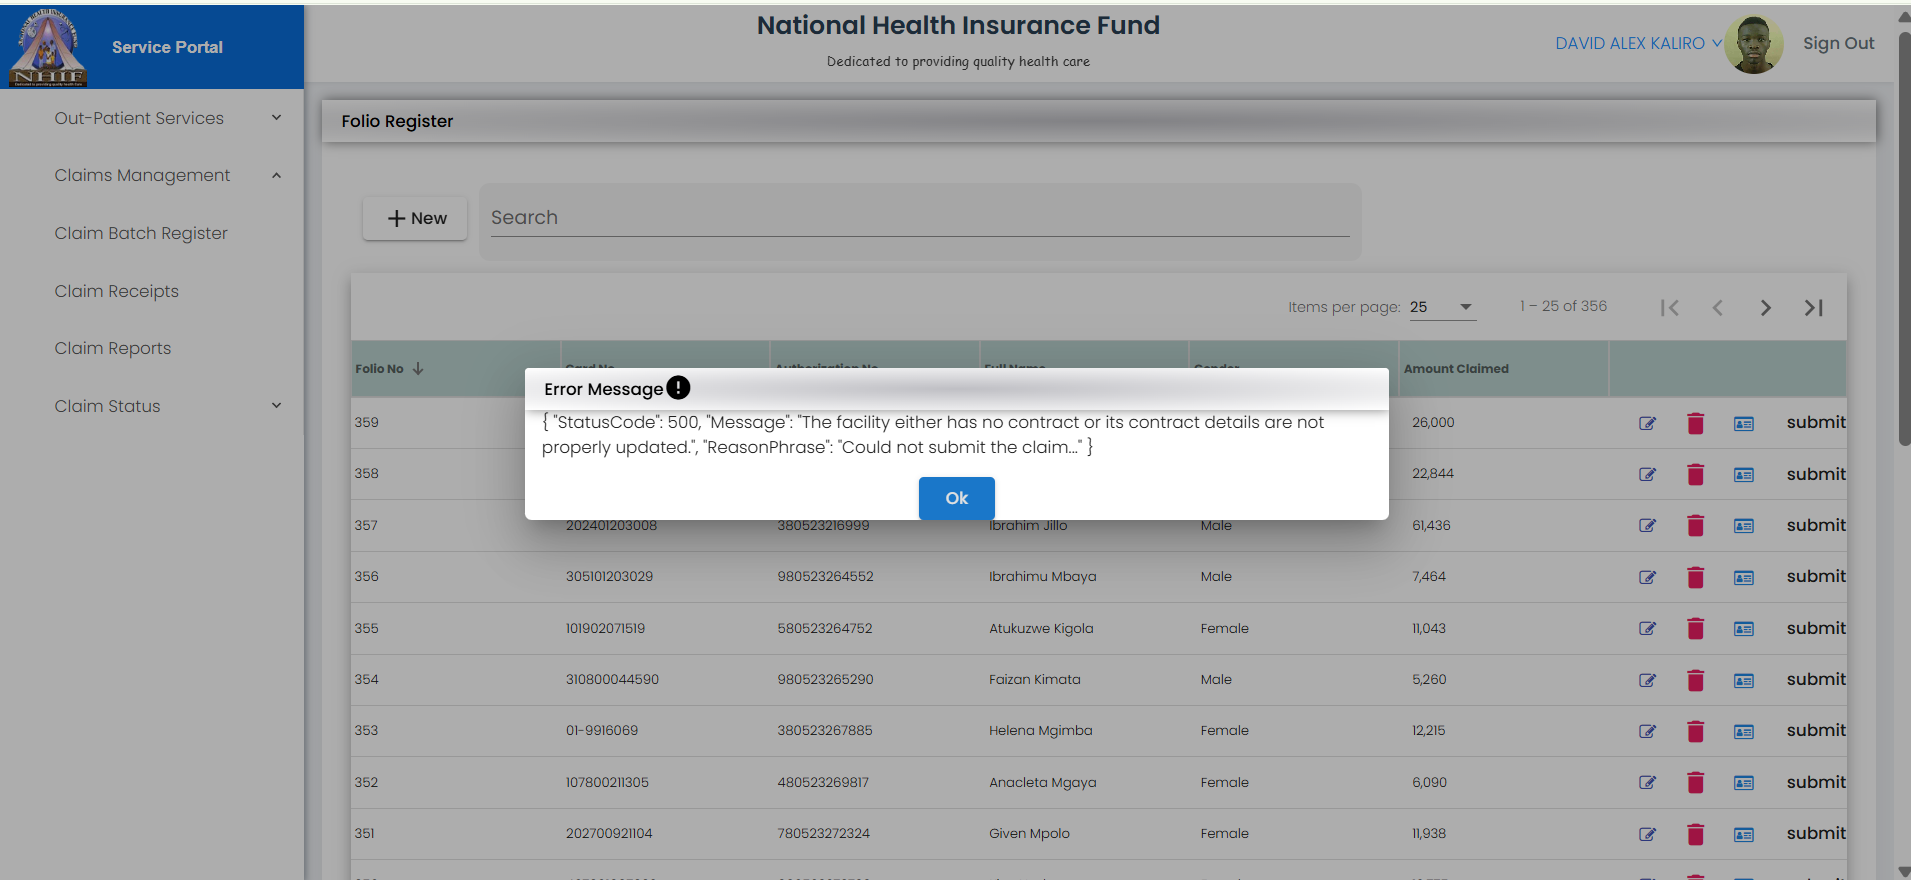 NHIF
Service Portal
National Health Insurance Fund
Dedicated to providing quality health care
DAVID ALEX KALIRO
Sign Out
Out-Patient Services
Claims Management
Claim Batch Register
Claim Receipts
Claim Reports
Claim Status
Folio Register
New
Search
Items per page: 25 1 – 25 of 356
Folio No Card No Authorization No Full Name Gender Amount Claimed
Error Message
{ "StatusCode": 500, "Message": "The facility either has no contract or its contract details are not
properly updated.", "ReasonPhrase": "Could not submit the claim..." }
Ok
359 26,000 submit
358 22,844 submit
357 202401203008 380523216999 Ibrahim Jillo Male 61,436 submit
356 305101203029 980523264552 Ibrahimu Mbaya Male 7,464 submit
355 101902071519 580523264752 Atukuzwe Kigola Female 11,043 submit
354 310800044590 980523265290 Faizan Kimata Male 5,260 submit
353 01-9916069 380523267885 Helena Mgimba Female 12,215 submit
352 107800211305 480523269817 Anacleta Mgaya Female 6,090 submit
351 202700921104 780523272324 Given Mpolo Female 11,938 submit